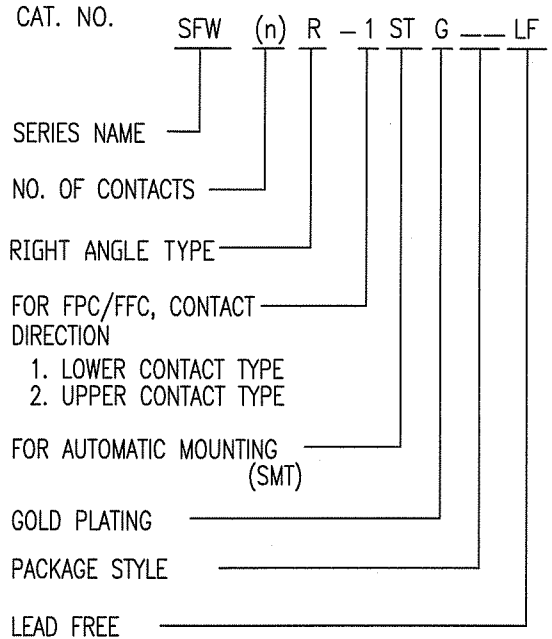 CAT. NO.
SFW (n) R - 1 ST G _ _ LF
SERIES NAME
NO. OF CONTACTS
RIGHT ANGLE TYPE
FOR FPC/FFC, CONTACT
DIRECTION
1. LOWER CONTACT TYPE
2. UPPER CONTACT TYPE
FOR AUTOMATIC MOUNTING
(SMT)
GOLD PLATING
PACKAGE STYLE
LEAD FREE